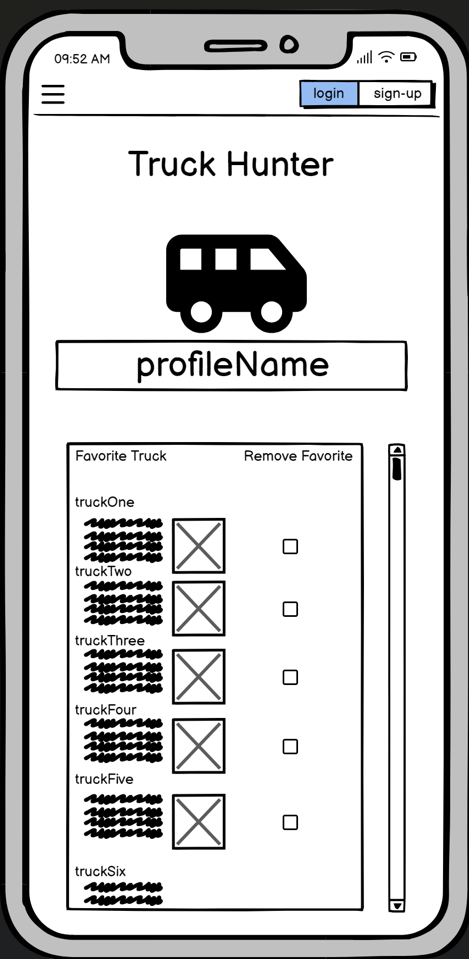 09:52 AM
login sign-up
Truck Hunter
profileName
Favorite Truck Remove Favorite
truckOne
truckTwo
truckThree
truckFour
truckFive
truckSix